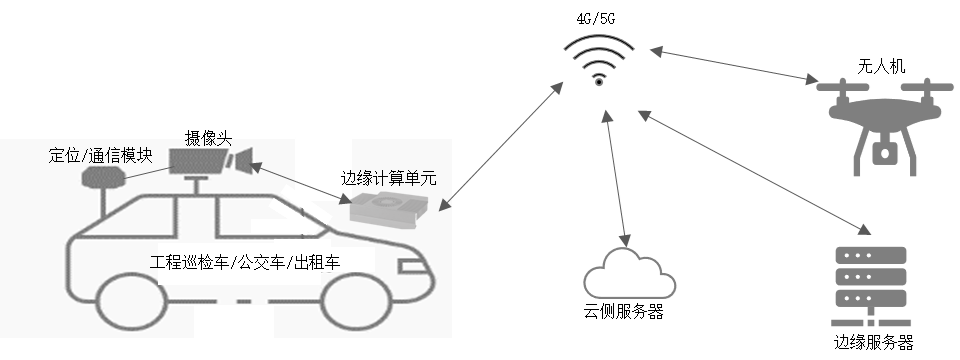 4G/5G
无人机
摄像头
定位/通信模块
边缘计算单元
工程巡检车/公交车/出租车
云侧服务器
边缘服务器